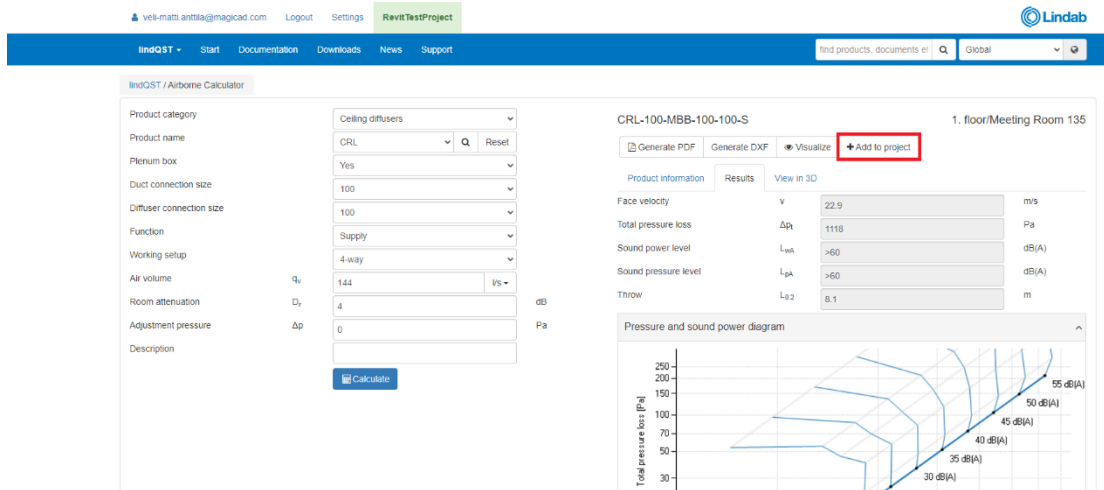 veli-matti.anttila@magicad.com Logout Settings RevitTestProject
Lindab
lindQST Start Documentation Downloads News Support
find products, documents et Global
lindQST / Airborne Calculator
Product category Ceiling diffusers
Product name CRL Reset
Plenum box Yes
Duct connection size 100
Diffuser connection size 100
Function Supply
Working setup 4-way
Air volume qv 144 l/s
Room attenuation Dr 4 dB
Adjustment pressure Δp 0 Pa
Description
Calculate
CRL-100-MBB-100-100-S 1. floor/Meeting Room 135
Generate PDF Generate DXF Visualize + Add to project
Product information Results View in 3D
Face velocity v 22.9 m/s
Total pressure loss Δpt 1118 Pa
Sound power level LwA >60 dB(A)
Sound pressure level LpA >60 dB(A)
Throw L0.2 8.1 m
Pressure and sound power diagram
Total pressure loss [Pa]
250
200
150
100
70
50
30
55 dB(A)
50 dB(A)
45 dB(A)
40 dB(A)
35 dB(A)
30 dB(A)